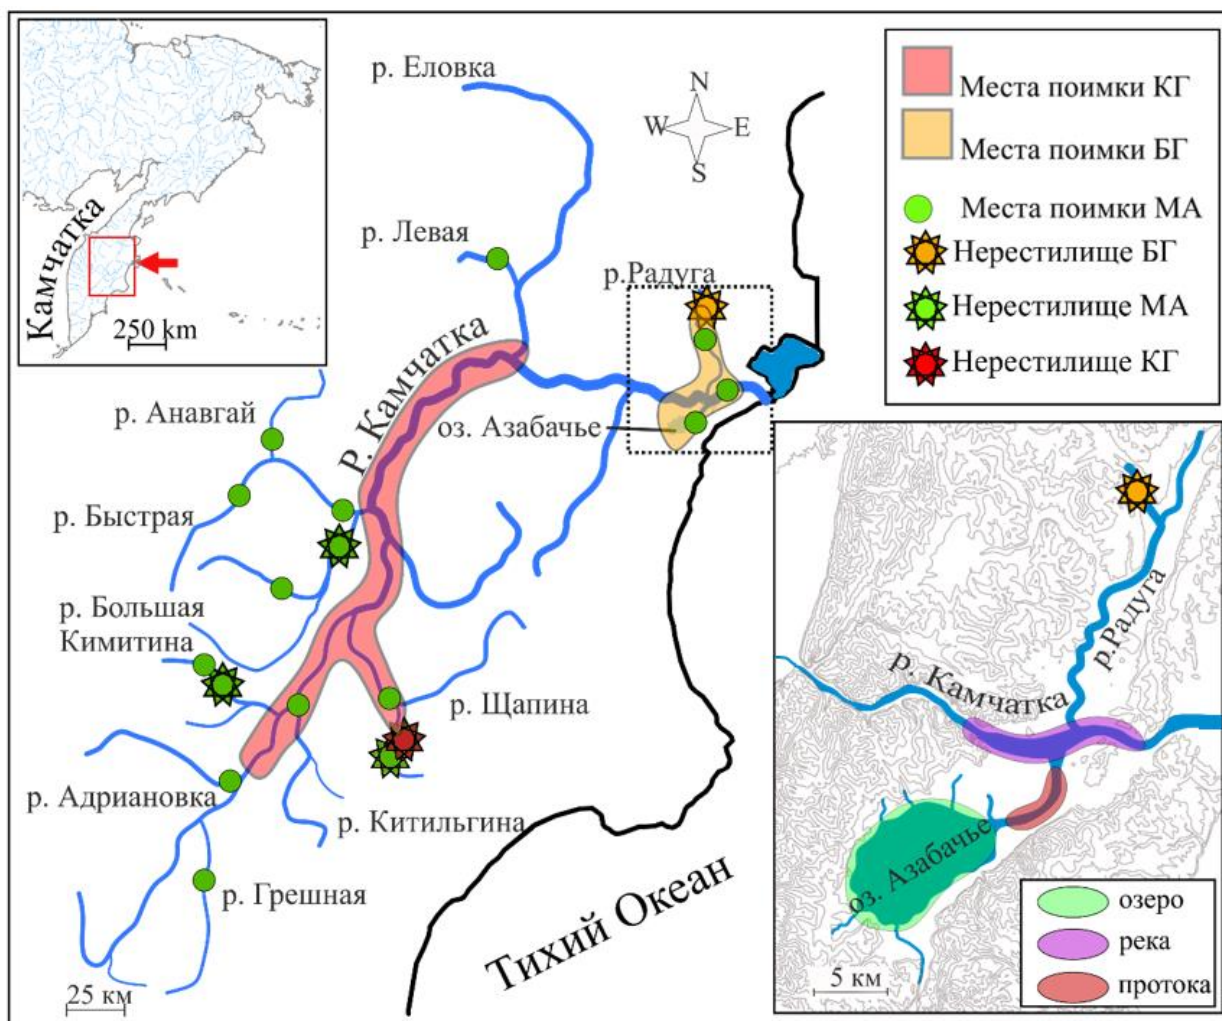 Камчатка
250 km
р. Еловка
N
W
E
S
р. Левая
р.Радуга
Р. Камчатка
р. Анавгай
оз. Азабачье
р. Быстрая
р. Большая
Кимитина
р. Щапина
р. Адриановка
р. Китильгина
р. Грешная
Тихий Океан
25 км
Места поимки КГ
Места поимки БГ
Места поимки МА
Нерестилище БГ
Нерестилище МА
Нерестилище КГ
р.Радуга
р. Камчатка
оз. Азабачье
5 км
озеро
река
протока